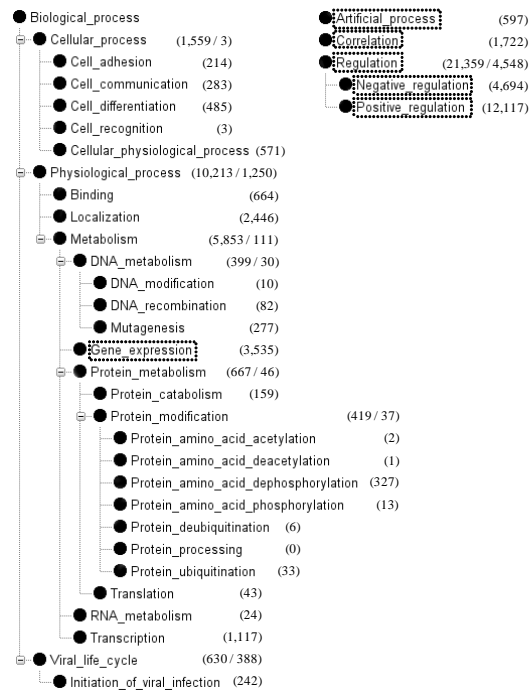 Biological_process
Cellular_process (1,559 / 3)
Cell_adhesion (214)
Cell_communication (283)
Cell_differentiation (485)
Cell_recognition (3)
Cellular_physiological_process (571)
Physiological_process (10,213 / 1,250)
Binding (664)
Localization (2,446)
Metabolism (5,853 / 111)
DNA_metabolism (399 / 30)
DNA_modification (10)
DNA_recombination (82)
Mutagenesis (277)
Gene_expression (3,535)
Protein_metabolism (667 / 46)
Protein_catabolism (159)
Protein_modification (419 / 37)
Protein_amino_acid_acetylation (2)
Protein_amino_acid_deacetylation (1)
Protein_amino_acid_dephosphorylation (327)
Protein_amino_acid_phosphorylation (13)
Protein_deubiquitination (6)
Protein_processing (0)
Protein_ubiquitination (33)
Translation (43)
RNA_metabolism (24)
Transcription (1,117)
Viral_life_cycle (630 / 388)
Initiation_of_viral_infection (242)
Artificial_process (597)
Correlation (1,722)
Regulation (21,359 / 4,548)
Negative_regulation (4,694)
Positive_regulation (12,117)